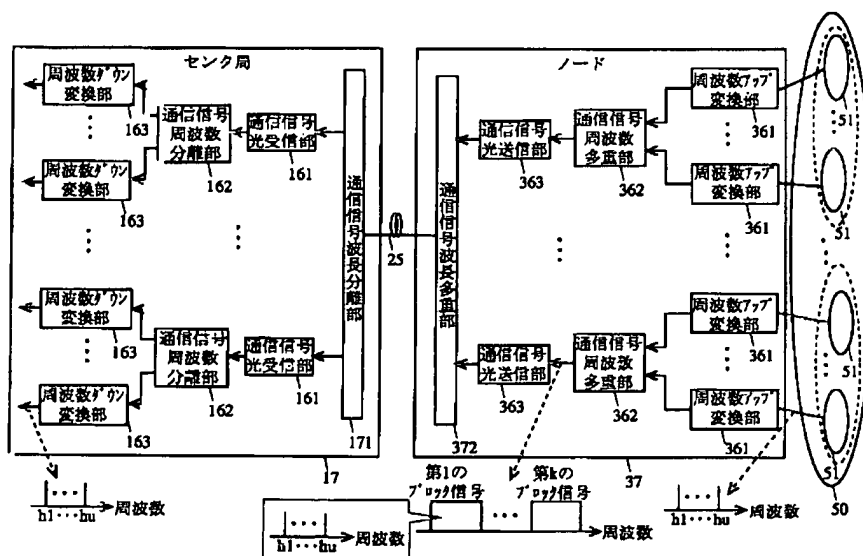 センタ局
周波数ダウン
変換部
163
周波数ダウン
変換部
163
通信信号
周波数
分離部
162
通信信号
光受信部
161
周波数ダウン
変換部
163
周波数ダウン
変換部
163
通信信号
周波数
分離部
162
通信信号
光受信部
161
通信信号波長分離部
171
17
25
ノード
通信信号波長多重部
372
通信信号
光送信部
363
通信信号
周波数
多重部
362
周波数アップ
変換部
361
周波数アップ
変換部
361
通信信号
光送信部
363
通信信号
周波数
多重部
362
周波数アップ
変換部
361
周波数アップ
変換部
361
37
51
51
51
51
50
h1・・・hu
周波数
h1・・・hu
周波数
第1の
ブロック信号
第kの
ブロック信号
周波数
h1・・・hu
周波数